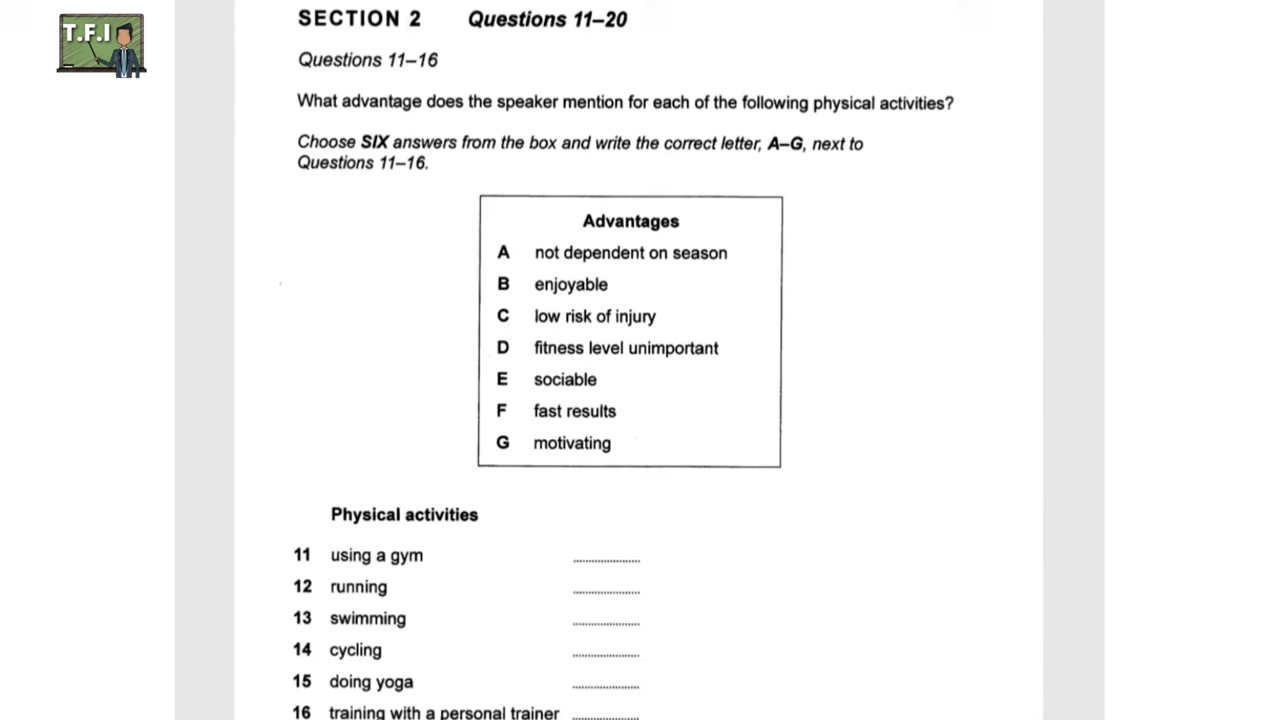 T.F.I
SECTION 2 Questions 11–20
Questions 11–16
What advantage does the speaker mention for each of the following physical activities?
Choose SIX answers from the box and write the correct letter, A–G, next to
Questions 11–16.
Advantages
A not dependent on season
B enjoyable
C low risk of injury
D fitness level unimportant
E sociable
F fast results
G motivating
Physical activities
11 using a gym ....................
12 running ....................
13 swimming ....................
14 cycling ....................
15 doing yoga ....................
16 training with a personal trainer ....................